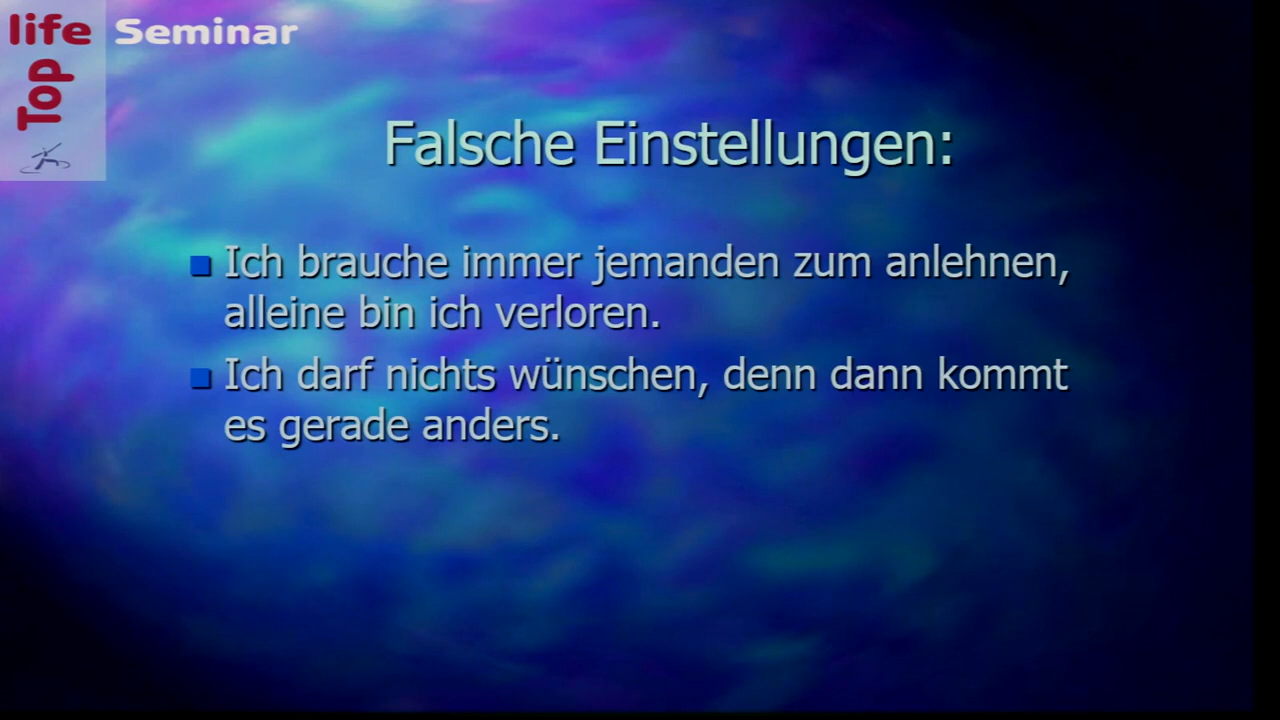 life Seminar
Top
Falsche Einstellungen:
Ich brauche immer jemanden zum anlehnen,
alleine bin ich verloren.
Ich darf nichts wünschen, denn dann kommt
es gerade anders.